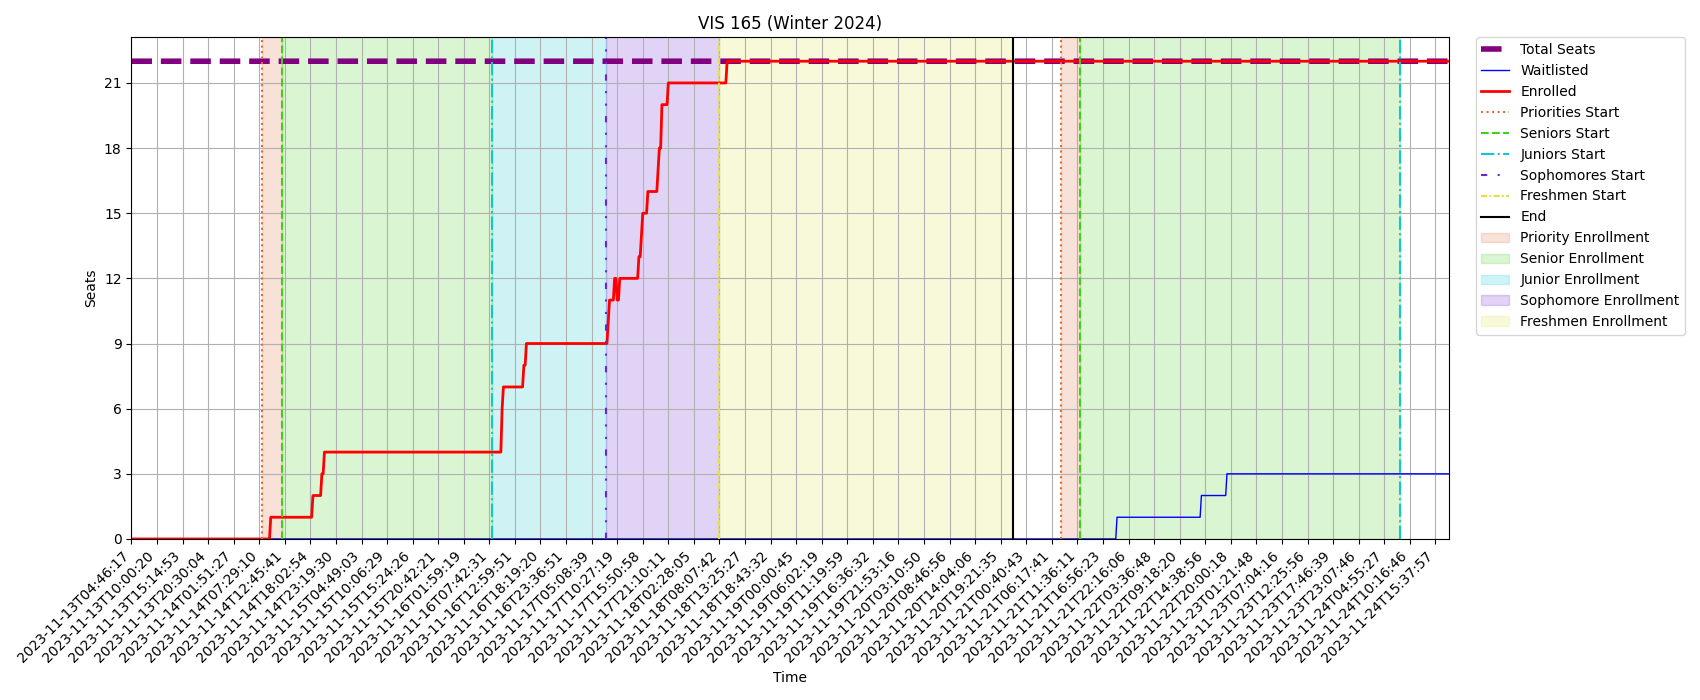 VIS 165 (Winter 2024)
Total Seats
Waitlisted
Enrolled
Priorities Start
Seniors Start
Juniors Start
Sophomores Start
Freshmen Start
End
Priority Enrollment
Senior Enrollment
Junior Enrollment
Sophomore Enrollment
Freshmen Enrollment
Seats
21
18
15
12
9
6
3
0
2023-11-13T04:46:17
2023-11-13T10:00:20
2023-11-13T15:14:53
2023-11-13T20:30:04
2023-11-14T01:51:27
2023-11-14T07:29:10
2023-11-14T12:45:41
2023-11-14T18:02:54
2023-11-14T23:19:30
2023-11-15T04:49:03
2023-11-15T10:06:29
2023-11-15T15:24:26
2023-11-15T20:42:21
2023-11-16T01:59:19
2023-11-16T07:42:31
2023-11-16T12:59:51
2023-11-16T18:19:20
2023-11-16T23:36:51
2023-11-17T05:08:39
2023-11-17T10:27:19
2023-11-17T15:50:58
2023-11-17T21:10:11
2023-11-18T02:28:05
2023-11-18T08:07:42
2023-11-18T13:25:27
2023-11-18T18:43:32
2023-11-19T00:00:45
2023-11-19T06:02:19
2023-11-19T11:19:59
2023-11-19T16:36:32
2023-11-19T21:53:16
2023-11-20T03:10:50
2023-11-20T08:46:56
2023-11-20T14:04:06
2023-11-20T19:21:35
2023-11-21T00:40:43
2023-11-21T06:17:41
2023-11-21T11:36:11
2023-11-21T16:56:23
2023-11-21T22:16:06
2023-11-22T03:36:48
2023-11-22T09:18:20
2023-11-22T14:38:56
2023-11-22T20:00:18
2023-11-23T01:21:48
2023-11-23T07:04:16
2023-11-23T12:25:56
2023-11-23T17:46:39
2023-11-23T23:07:46
2023-11-24T04:55:27
2023-11-24T10:16:46
2023-11-24T15:37:57
Time